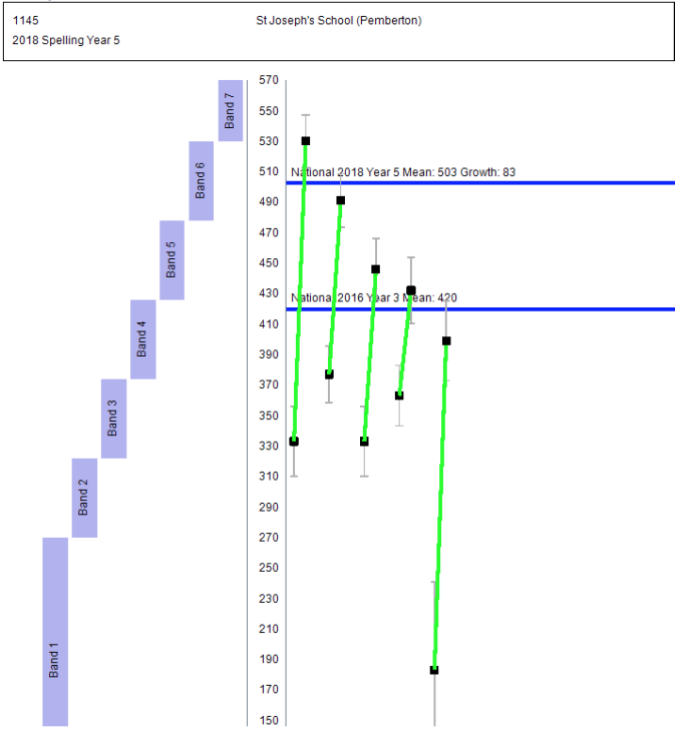 1145 St Joseph's School (Pemberton)
2018 Spelling Year 5
570
Band 7
550
530
Band 6
510
National 2018 Year 5 Mean: 503 Growth: 83
490
470
Band 5
450
430
National 2016 Year 3 Mean: 420
410
Band 4
390
370
Band 3
350
330
310
Band 2
290
270
250
230
210
190
Band 1
170
150